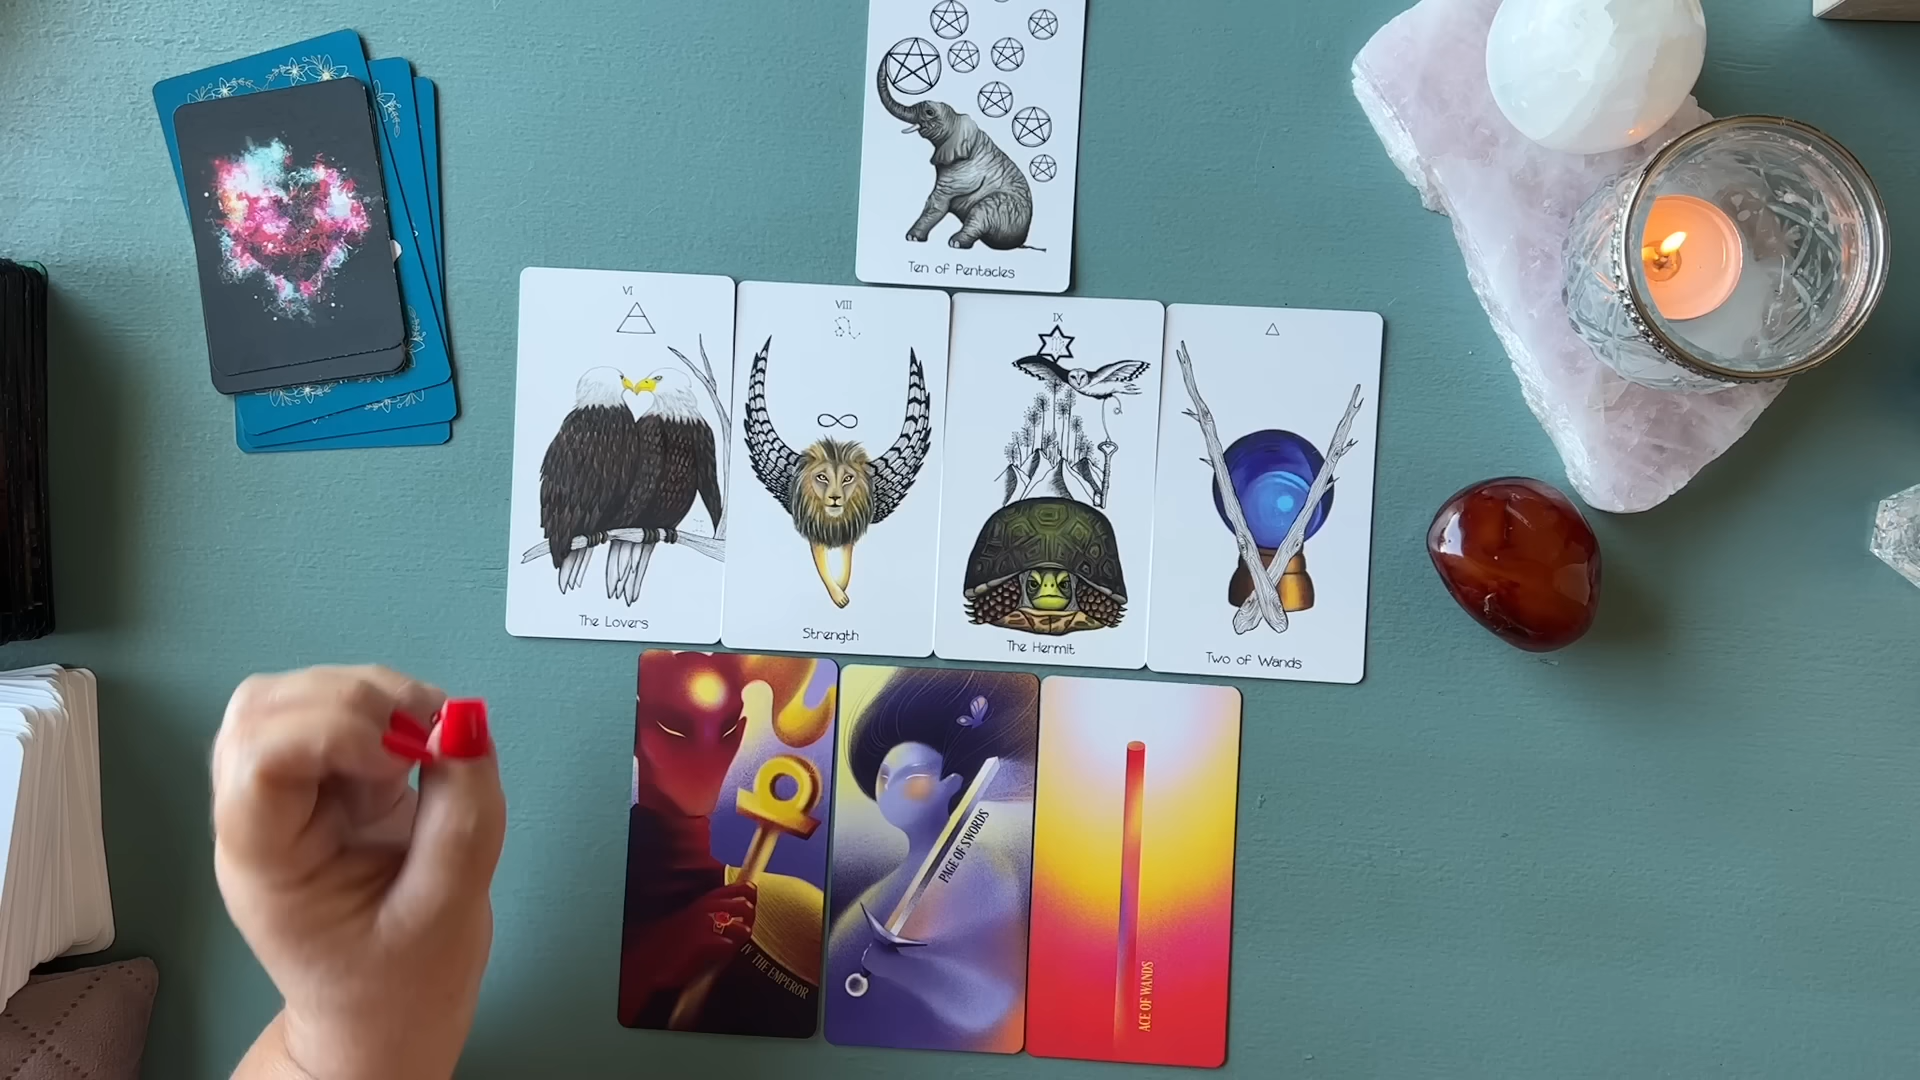 Ten of Pentacles
VI
The Lovers
VIII
Strength
IX
The Hermit
Two of Wands
IV THE EMPEROR
PAGE OF SWORDS
ACE OF WANDS